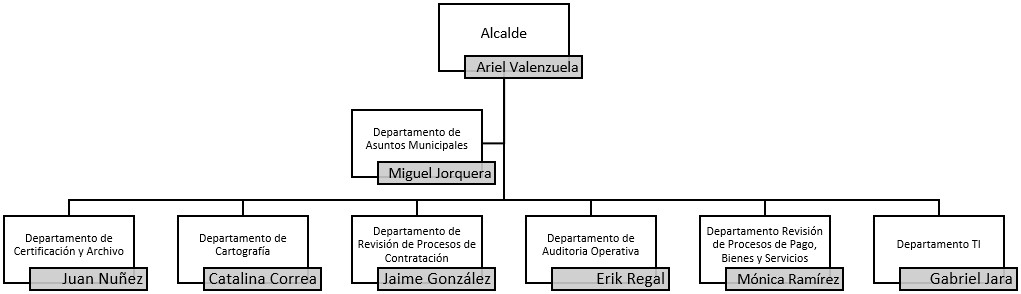 Alcalde
Ariel Valenzuela
Departamento de
Asuntos Municipales
Miguel Jorquera
Departamento de
Certificación y Archivo
Juan Nuñez
Departamento de
Cartografía
Catalina Correa
Departamento de
Revisión de Procesos de
Contratación
Jaime González
Departamento de
Auditoria Operativa
Erik Regal
Departamento Revisión
de Procesos de Pago,
Bienes y Servicios
Mónica Ramírez
Departamento TI
Gabriel Jara